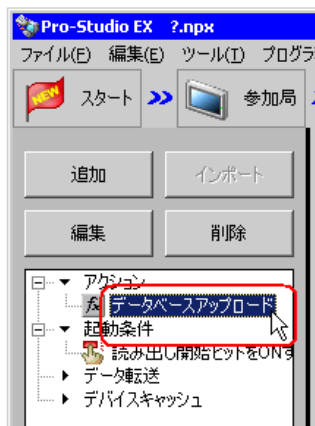 Pro-Studio EX ?.npx
ファイル(F) 編集(E) ツール(T) プログラ
NEW スタート 参加局
追加 インポート
編集 削除
アクション
fx データベースアップロード
起動条件
読み出し開始ビットをONす
データ転送
デバイスキャッシュ